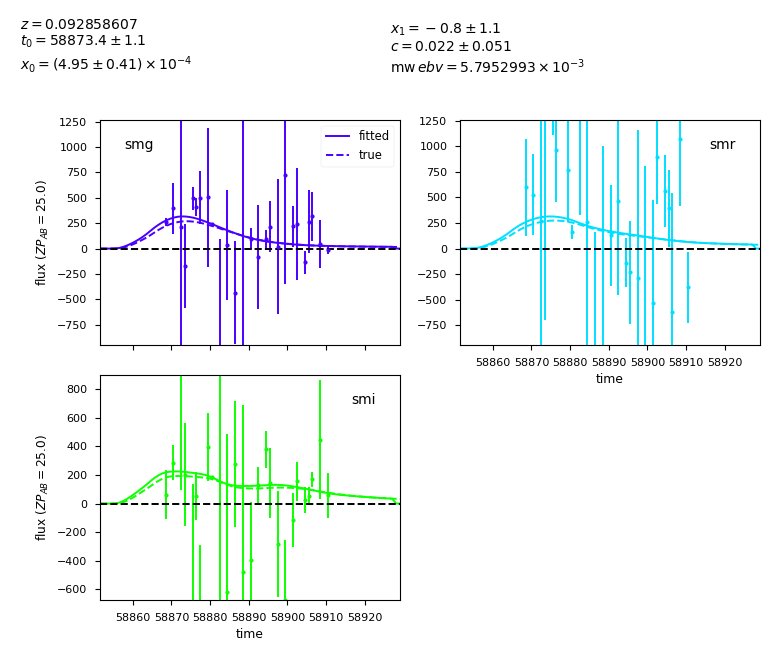 z = 0.092858607
t₀ = 58873.4 ± 1.1
x₀ = (4.95 ± 0.41) × 10⁻⁴
x₁ = −0.8 ± 1.1
c = 0.022 ± 0.051
mw ebv = 5.7952993 × 10⁻³
1250
1000
750
500
250
0
−250
−500
−750
flux (ZP_AB = 25.0)
smg
fitted
true
1250
1000
750
500
250
0
−250
−500
−750
smr
58860 58870 58880 58890 58900 58910 58920
time
800
600
400
200
0
−200
−400
−600
flux (ZP_AB = 25.0)
smi
58860 58870 58880 58890 58900 58910 58920
time